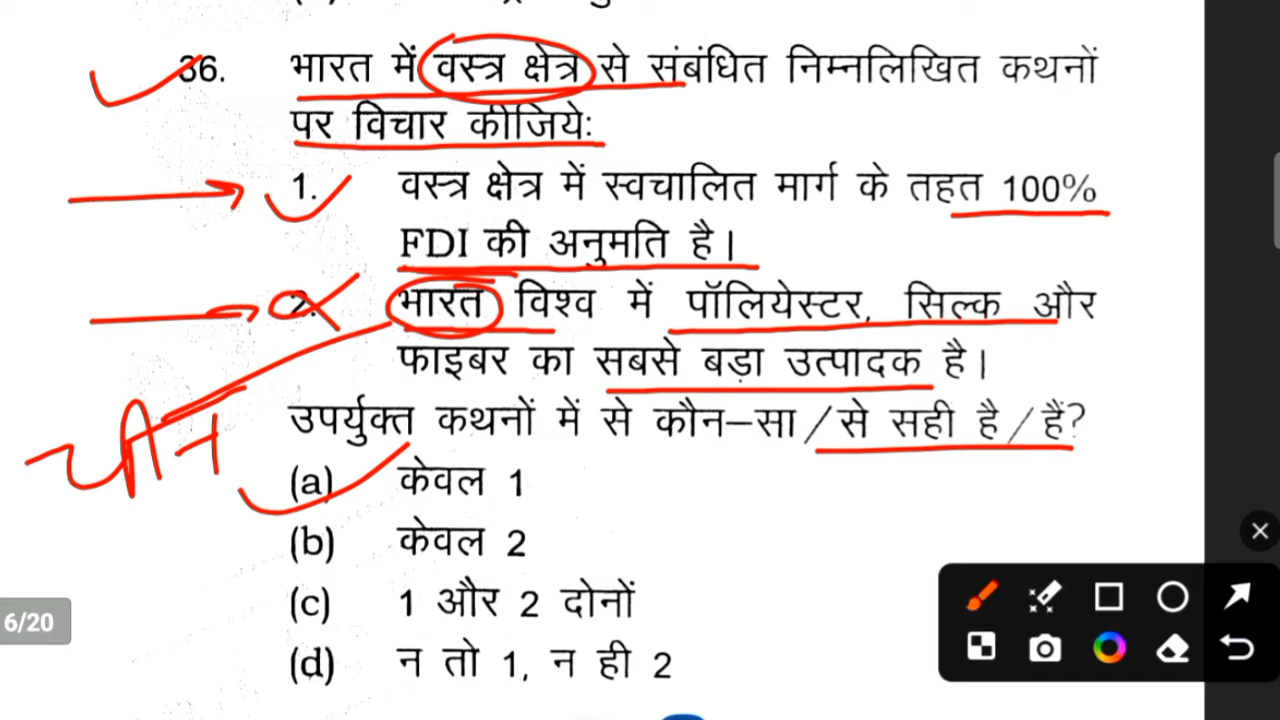 36. भारत में वस्त्र क्षेत्र से संबंधित निम्नलिखित कथनों
पर विचार कीजिये:
1. वस्त्र क्षेत्र में स्वचालित मार्ग के तहत 100%
FDI की अनुमति है।
2. भारत विश्व में पॉलियेस्टर, सिल्क और
फाइबर का सबसे बड़ा उत्पादक है।
चीन
उपर्युक्त कथनों में से कौन-सा/से सही है/हैं?
(a) केवल 1
(b) केवल 2
(c) 1 और 2 दोनों
(d) न तो 1, न ही 2
6/20